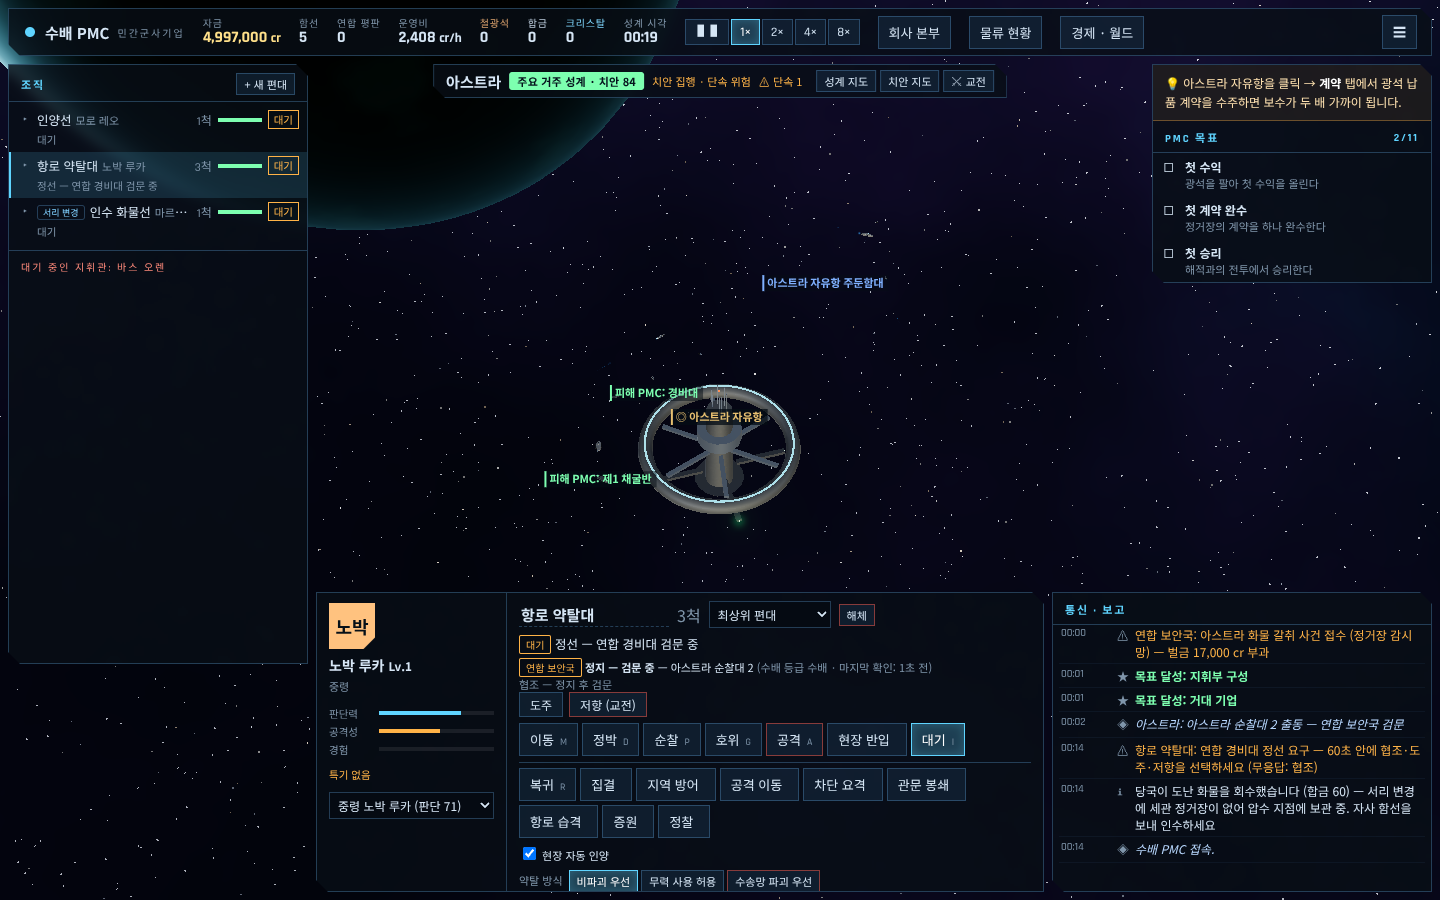 수배 PMC 민간군사기업
자금 4,997,000 cr
함선 5
연합 평판 0
운영비 2,408 cr/h
철광석 0
합금 0
크리스탈 0
성계 시각 00:19
1× 2× 4× 8×
회사 본부
물류 현황
경제 · 월드
조직
+ 새 편대
인양선 모로 레오 1척 대기
대기
항로 약탈대 노박 루카 3척 대기
정선 — 연합 경비대 검문 중
서리 변경 인수 화물선 마르… 1척 대기
대기
대기 중인 지휘관: 바스 오렌
아스트라 주요 거주 성계 · 치안 84 치안 집행 · 단속 위험 ⚠ 단속 1 성계 지도 치안 지도 ⚔ 교전
💡 아스트라 자유항을 클릭 → 계약 탭에서 광석 납
품 계약을 수주하면 보수가 두 배 가까이 됩니다.
PMC 목표 2/11
☐ 첫 수익
광석을 팔아 첫 수익을 올린다
☐ 첫 계약 완수
정거장의 계약을 하나 완수한다
☐ 첫 승리
해적과의 전투에서 승리한다
아스트라 자유항 주둔함대
피해 PMC: 경비대
◎ 아스트라 자유항
피해 PMC: 제1 채굴반
노박
노박 루카 Lv.1
중령
판단력
공격성
경험
특기 없음
중령 노박 루카 (판단 71)
항로 약탈대 3척 최상위 편대 해체
대기 정선 — 연합 경비대 검문 중
연합 보안국 정지 — 검문 중 — 아스트라 순찰대 2 (수배 등급 수배 · 마지막 확인: 1초 전)
협조 — 정지 후 검문
도주 저항 (교전)
이동 M 정박 D 순찰 P 호위 G 공격 A 현장 반입 대기 I
복귀 R 집결 지역 방어 공격 이동 차단 요격 관문 봉쇄
항로 습격 증원 정찰
현장 자동 인양
약탈 방식 비파괴 우선 무력 사용 허용 수송망 파괴 우선
통신 · 보고
00:00 ⚠ 연합 보안국: 아스트라 화물 갈취 사건 접수 (정거장 감시
망) — 벌금 17,000 cr 부과
00:01 ★ 목표 달성: 지휘부 구성
00:01 ★ 목표 달성: 거대 기업
00:02 ◈ 아스트라: 아스트라 순찰대 2 출동 — 연합 보안국 검문
00:14 ⚠ 항로 약탈대: 연합 경비대 정선 요구 — 60초 안에 협조·도
주·저항을 선택하세요 (무응답: 협조)
00:14 ℹ 당국이 도난 화물을 회수했습니다 (합금 60) — 서리 변경
에 세관 정거장이 없어 압수 지점에 보관 중. 자사 함선을
보내 인수하세요
00:14 ◈ 수배 PMC 접속.